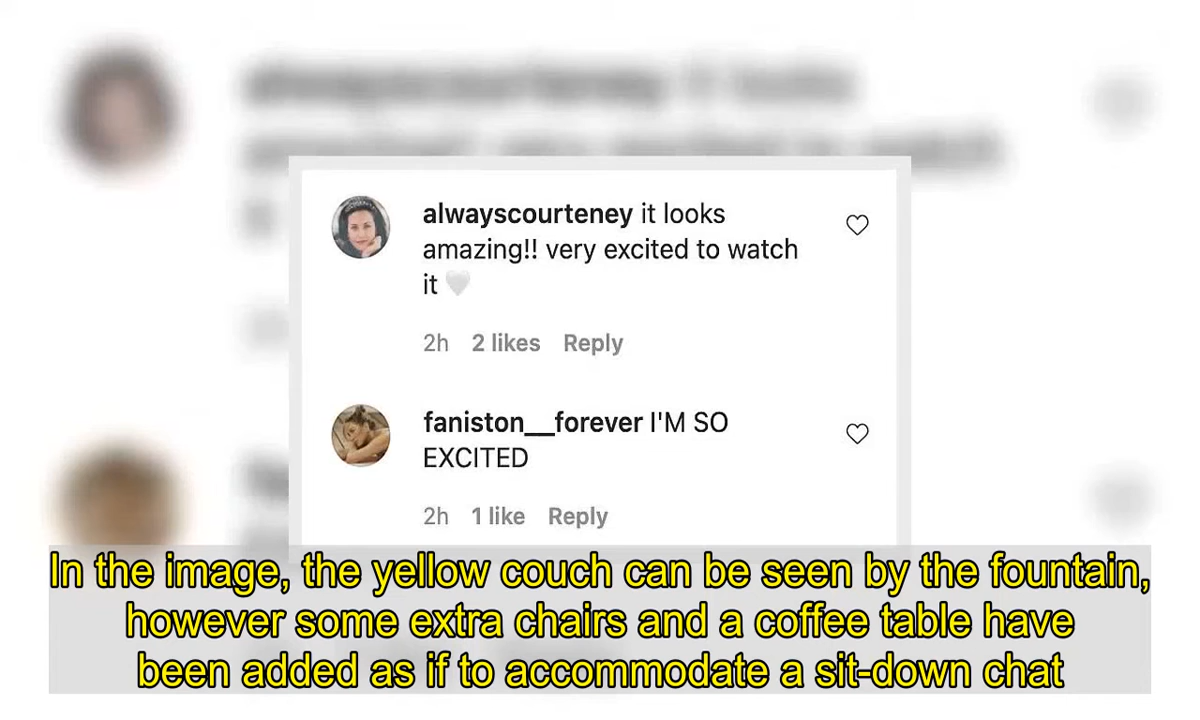 alwayscourteney it looks
amazing!! very excited to watch
it 🤍
2h 2 likes Reply
faniston__forever I'M SO
EXCITED
2h 1 like Reply
In the image, the yellow couch can be seen by the fountain,
however some extra chairs and a coffee table have
been added as if to accommodate a sit-down chat